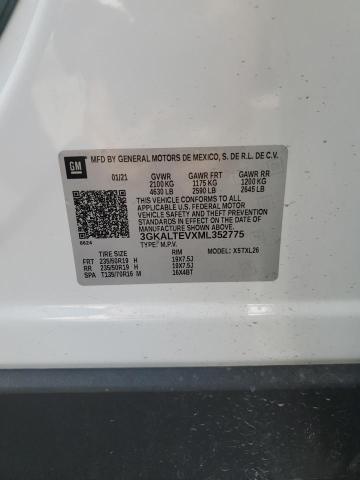 GM
MFD BY GENERAL MOTORS DE MEXICO, S. DE R.L. DE C.V.
01/21 GVWR GAWR FRT GAWR RR
2100 KG 1175 KG 1200 KG
4630 LB 2590 LB 2645 LB
THIS VEHICLE CONFORMS TO ALL
APPLICABLE U.S. FEDERAL MOTOR
VEHICLE SAFETY, BUMPER, AND THEFT
PREVENTION STANDARDS IN EFFECT ON
THE DATE OF MANUFACTURE SHOWN ABOVE.
3GKALTEVXML352775
6624 TYPE: M.P.V. X5TXL26
TIRE SIZE RIM
FRT 235/50R19 H 19X7.5J
RR 235/50R19 H 19X7.5J
SPA T135/70R16 M 16X4BT